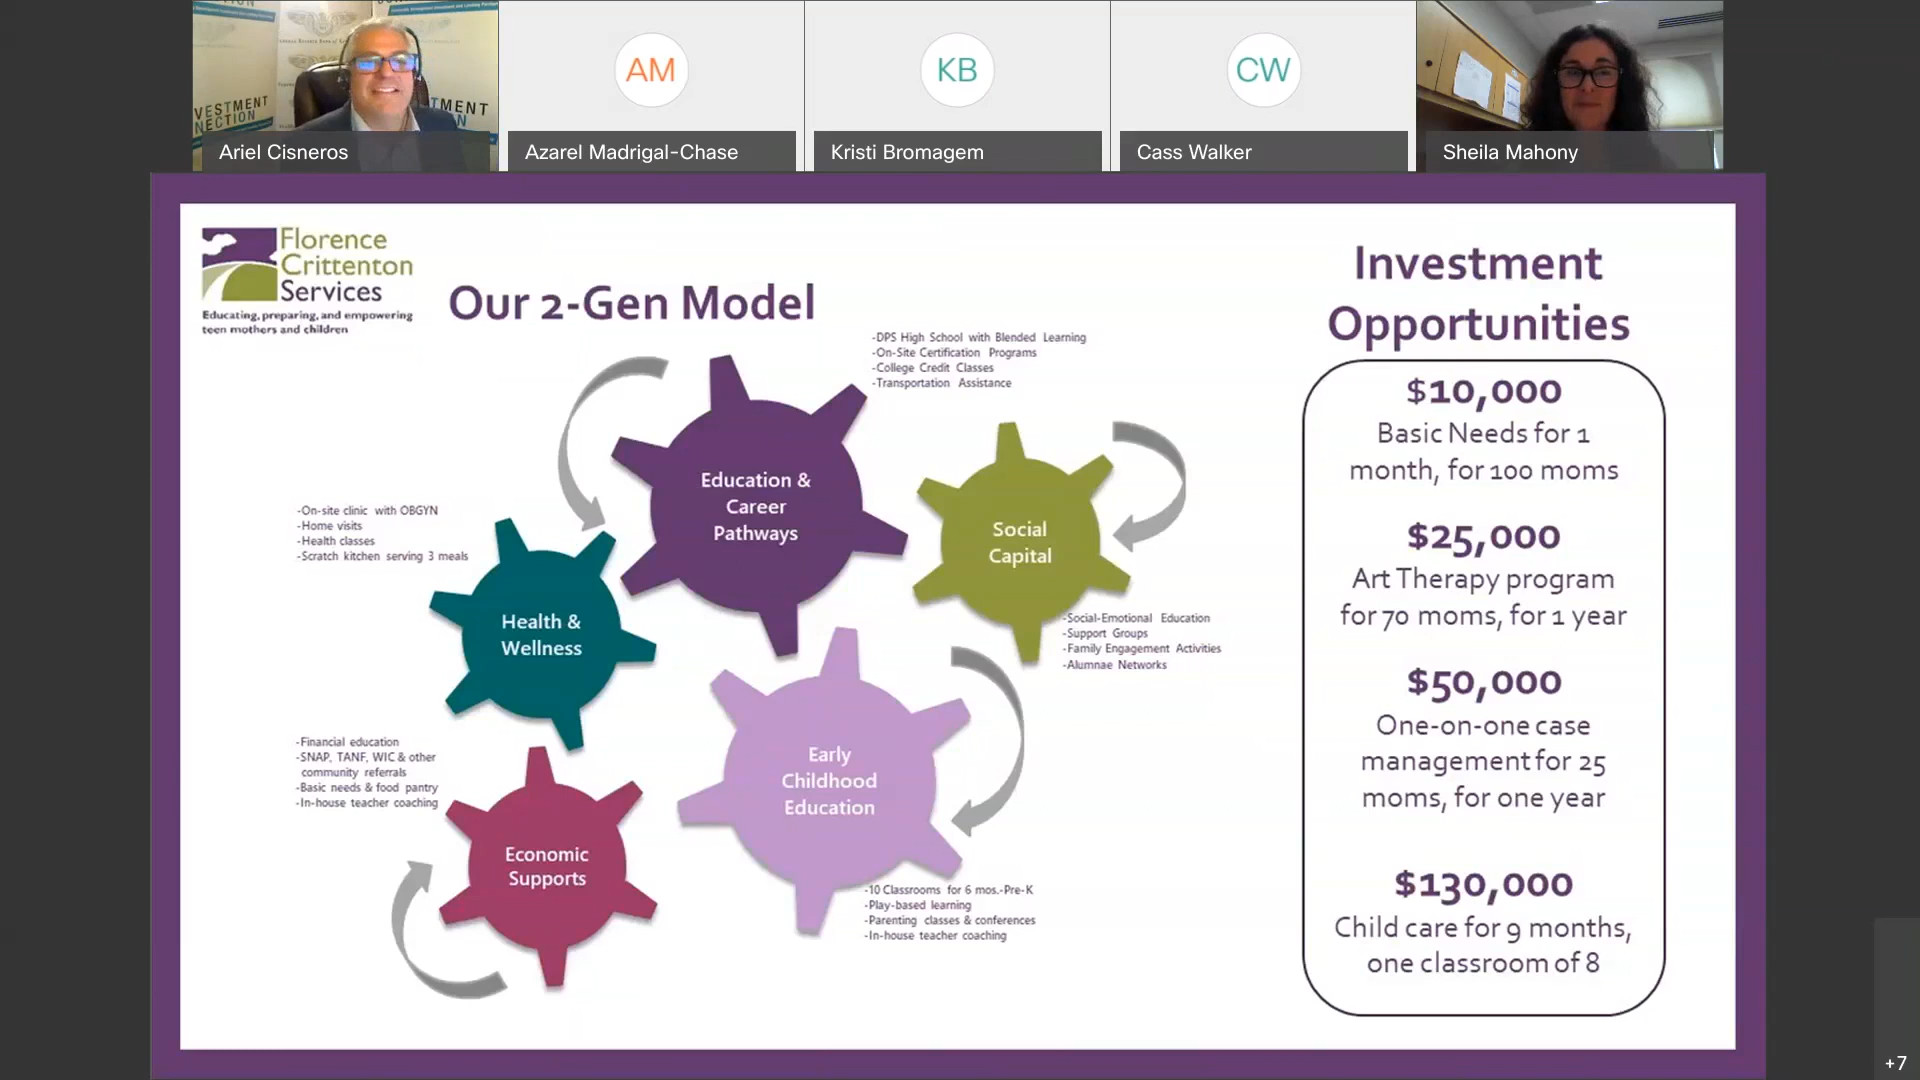 VESTMENT
NECTION
TMENT
AM
KB
CW
Ariel Cisneros
Azarel Madrigal-Chase
Kristi Bromagem
Cass Walker
Sheila Mahony
Florence
Crittenton
Services
Educating, preparing, and empowering
teen mothers and children
Our 2-Gen Model
-DPS High School with Blended Learning
-On-Site Certification Programs
-College Credit Classes
-Transportation Assistance
Education &
Career
Pathways
Social
Capital
-Social-Emotional Education
-Support Groups
-Family Engagement Activities
-Alumnae Networks
-On-site clinic with OBGYN
-Home visits
-Health classes
-Scratch kitchen serving 3 meals
Health &
Wellness
-Financial education
-SNAP, TANF, WIC & other
community referrals
-Basic needs & food pantry
-In-house teacher coaching
Economic
Supports
Early
Childhood
Education
-10 Classrooms for 6 mos.-Pre-K
-Play-based learning
-Parenting classes & conferences
-In-house teacher coaching
Investment
Opportunities
$10,000
Basic Needs for 1
month, for 100 moms
$25,000
Art Therapy program
for 70 moms, for 1 year
$50,000
One-on-one case
management for 25
moms, for one year
$130,000
Child care for 9 months,
one classroom of 8
+7